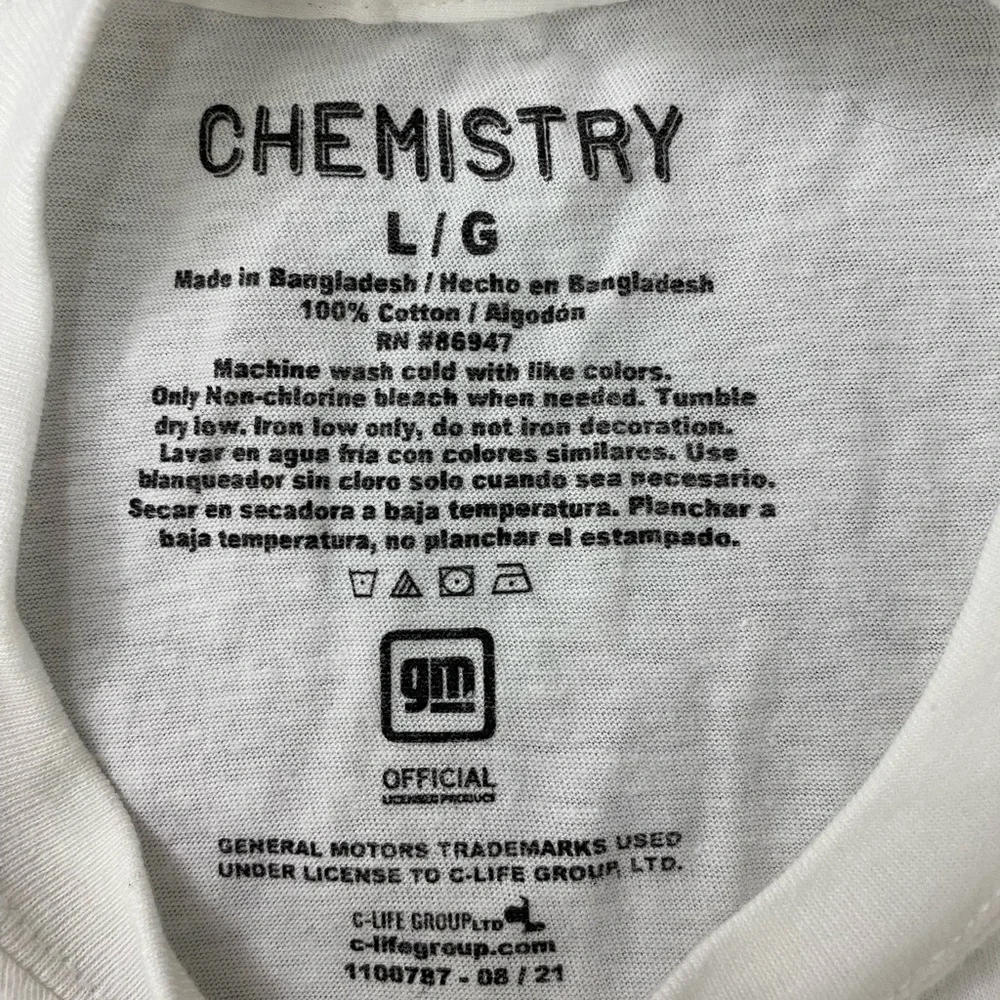 CHEMISTRY
L / G
Made in Bangladesh / Hecho en Bangladesh
100% Cotton / Algodón
RN #86947
Machine wash cold with like colors.
Only Non-chlorine bleach when needed. Tumble
dry low. Iron low only, do not iron decoration.
Lavar en agua fría con colores similares. Use
blanqueador sin cloro solo cuando sea necesario.
Secar en secadora a baja temperatura. Planchar a
baja temperatura, no planchar el estampado.
gm
OFFICIAL
LICENSED PRODUCT
GENERAL MOTORS TRADEMARKS USED
UNDER LICENSE TO C-LIFE GROUP, LTD.
C-LIFE GROUP LTD
c-lifegroup.com
1100787 - 08 / 21